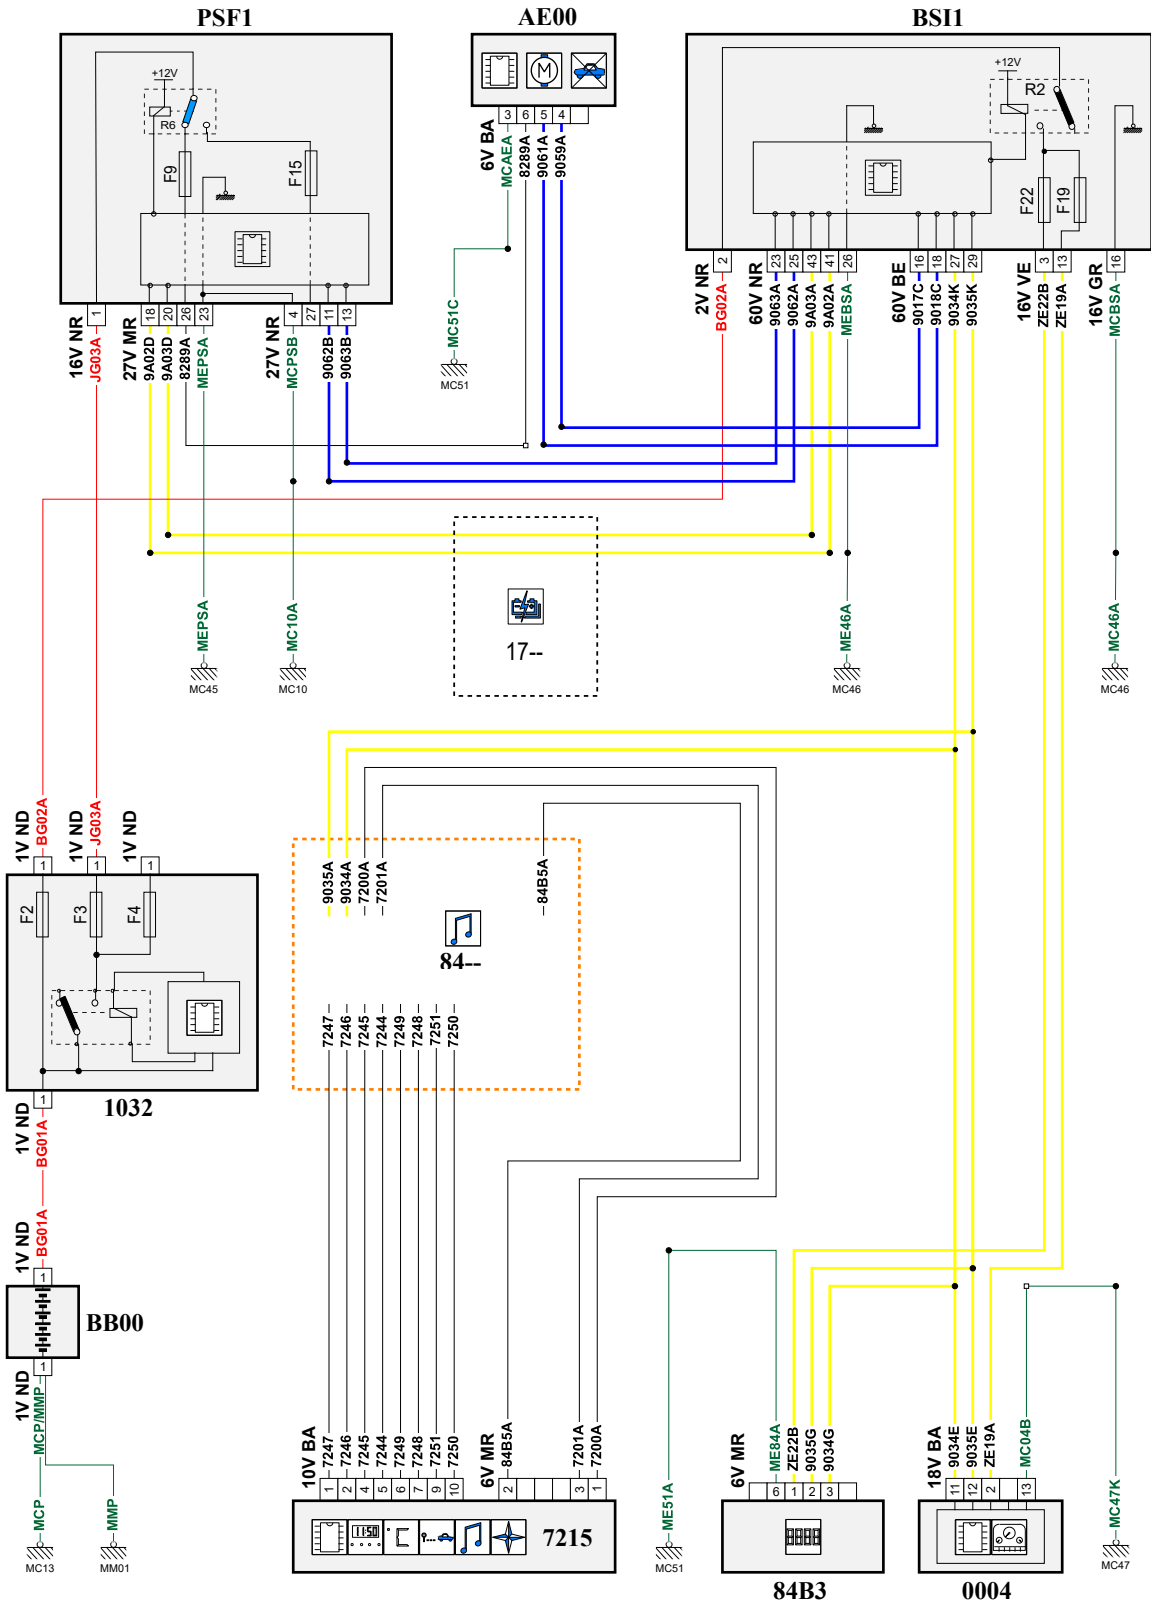 PSF1
AE00
BSI1
+12V
R6
F9
F15
M
+12V
R2
F22
F19
3 6 5 4
6V BA
MCAEA
8289A
9061A
9059A
1
18 20 26 23
4 27 11 13
2
23 25 43 41 26
16 18 27 29
3 13
16
16V NR
JG03A
27V MR
9A02D
9A03D
8289A
MEPSA
27V NR
MCPSB
9062B
9063B
2V NR
BG02A
60V NR
9063A
9062A
9A03A
9A02A
MEBSA
60V BE
9017C
9018C
9034K
9035K
16V VE
ZE22B
ZE19A
16V GR
MCBSA
MC51C
MC51
17--
MEPSA
MC45
MC10A
MC10
ME46A
MC46
MC46A
MC46
1V ND
BG02A
1V ND
JG03A
1V ND
1 1 1
F2
F3
F4
1
1032
9035A
9034A
7200A
7201A
84B5A
84--
7247
7246
7245
7244
7249
7248
7251
7250
1V ND
BG01A
1V ND
BG01A
1
BB00
1
1V ND
MCP/MMP
MCP
MC13
MMP
MM01
10V BA
7247
7246
7245
7244
7249
7248
7251
7250
6V MR
84B5A
7201A
7200A
1 2 4 5 6 7 9 10
2 3 1
11:50
°C
7215
ME51A
MC51
6V MR
ME84A
ZE22B
9035G
9034G
6 1 2 3
84B3
18V BA
9034E
9035E
ZE19A
MC04B
11 12 2 13
0004
MC47K
MC47